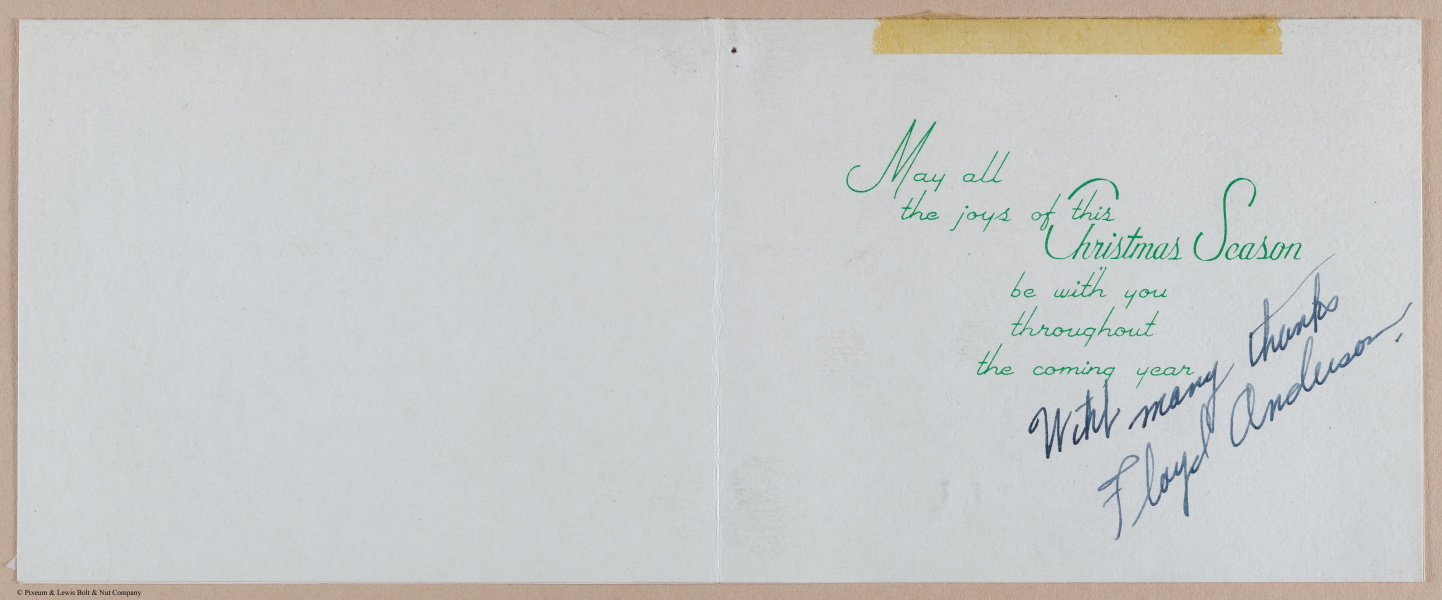 May all
the joys of this
Christmas Season
be with you
throughout
the coming year
With many thanks
Floyd Anderson.
© Pixeum & Lewis Bolt & Nut Company